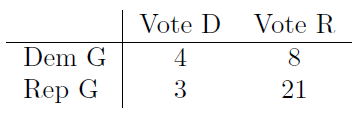 Vote D Vote R
Dem G 4 8
Rep G 3 21